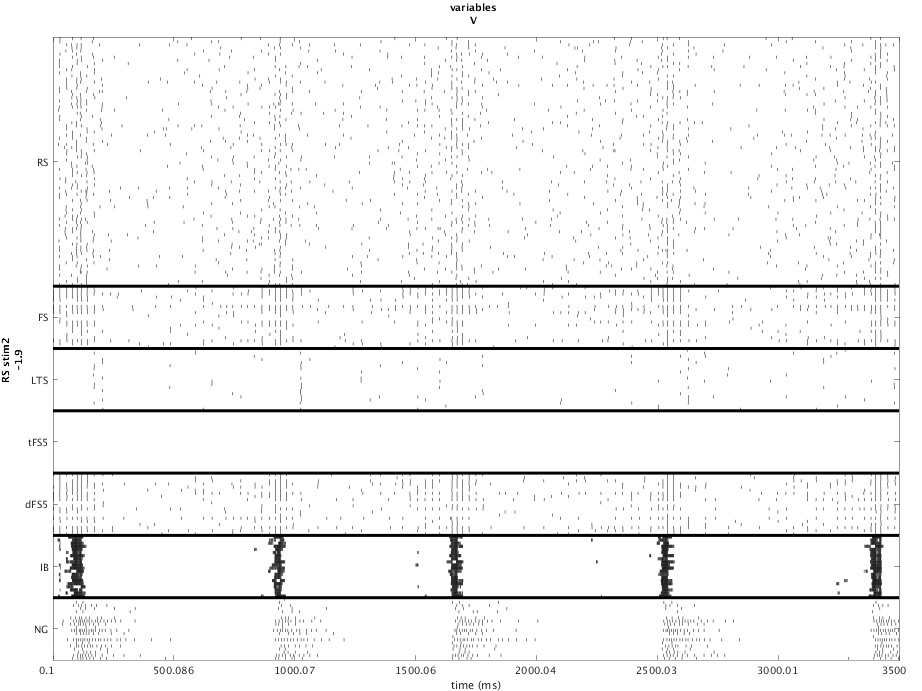 variables
V
RS
FS
LTS
tFS5
dFS5
IB
NG
RS stim2
-1.9
0.1 500.086 1000.07 1500.06 2000.04 2500.03 3000.01 3500
time (ms)